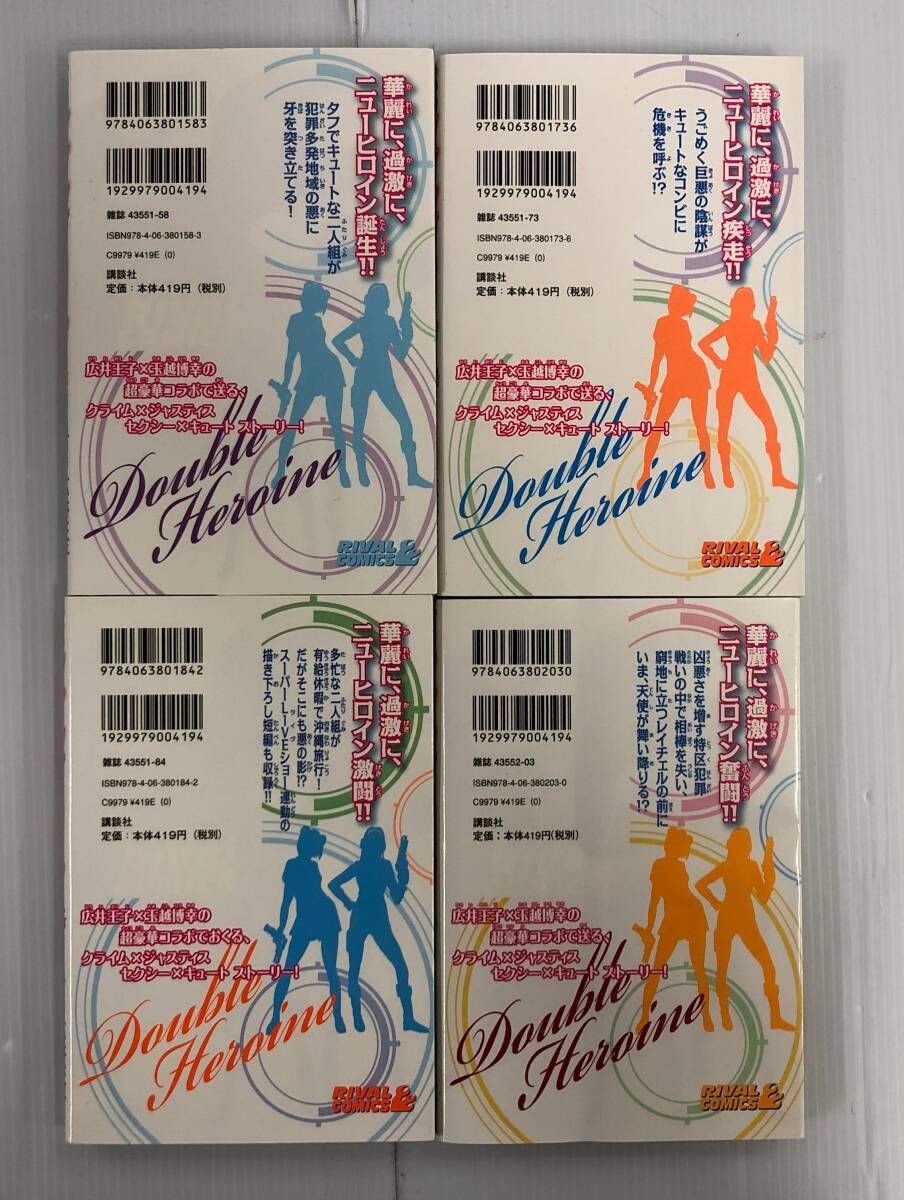 9784063801583
1929979004194
雑誌 43551-58
ISBN978-4-06-380158-3
C9979 ¥419E (0)
講談社
定価：本体419円（税別）
華麗に、過激に、
ニューヒロイン誕生!!
タフでキュートな二人組が
犯罪多発地域の悪に
牙を突き立てる！
広井王子×玉越博幸の
超豪華コラボで送る、
クライム×ジャスティス
セクシー×キュート ストーリー！
Double
Heroine
RIVAL
COMICS
9784063801736
1929979004194
雑誌 43551-73
ISBN978-4-06-380173-6
C9979 ¥419E (0)
講談社
定価：本体419円（税別）
華麗に、過激に、
ニューヒロイン疾走!!
うごめく巨悪の陰謀が
キュートなコンビに
危機を呼ぶ!?
広井王子×玉越博幸の
超豪華コラボで送る、
クライム×ジャスティス
セクシー×キュート ストーリー！
Double
Heroine
RIVAL
COMICS
9784063801842
1929979004194
雑誌 43551-84
ISBN978-4-06-380184-2
C9979 ¥419E (0)
講談社
定価：本体419円（税別）
華麗に、過激に、
ニューヒロイン激闘!!
多忙な二人組が
有給休暇で沖縄旅行！
だがそこにも悪の影!?
スーパーLIVEショー連動の
描き下ろし短編も収録!!
広井王子×玉越博幸の
超豪華コラボでおくる、
クライム×ジャスティス
セクシー×キュート ストーリー！
Double
Heroine
RIVAL
COMICS
9784063802030
1929979004194
雑誌 43552-03
ISBN978-4-06-380203-0
C9979 ¥419E (0)
講談社
定価：本体419円（税別）
華麗に、過激に、
ニューヒロイン奮闘!!
凶悪さを増す特区犯罪
戦いの中で相棒を失い、
窮地に立つレイチェルの前に
いま、天使が舞い降りる!?
広井王子×玉越博幸の
超豪華コラボで送る、
クライム×ジャスティス
セクシー×キュート ストーリー！
Double
Heroine
RIVAL
COMICS